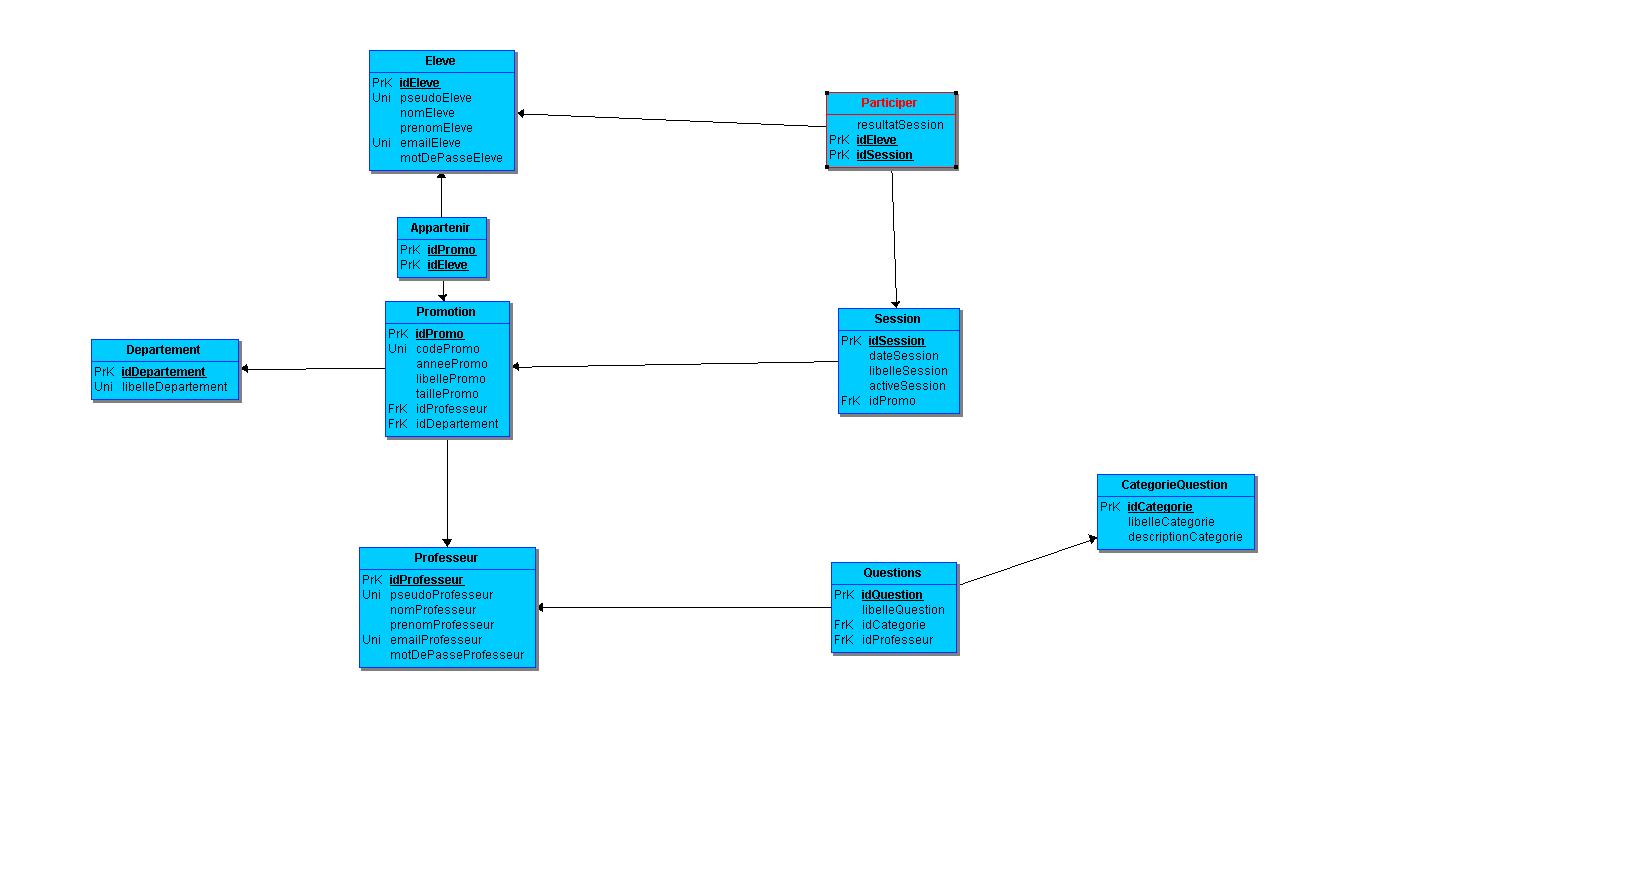 Eleve
PrK idEleve
Uni pseudoEleve
nomEleve
prenomEleve
Uni emailEleve
motDePasseEleve
Participer
resultatSession
PrK idEleve
PrK idSession
Appartenir
PrK idPromo
PrK idEleve
Promotion
PrK idPromo
Uni codePromo
anneePromo
libellePromo
taillePromo
FrK idProfesseur
FrK idDepartement
Session
PrK idSession
dateSession
libelleSession
activeSession
FrK idPromo
Departement
PrK idDepartement
Uni libelleDepartement
CategorieQuestion
PrK idCategorie
libelleCategorie
descriptionCategorie
Professeur
PrK idProfesseur
Uni pseudoProfesseur
nomProfesseur
prenomProfesseur
Uni emailProfesseur
motDePasseProfesseur
Questions
PrK idQuestion
libelleQuestion
FrK idCategorie
FrK idProfesseur